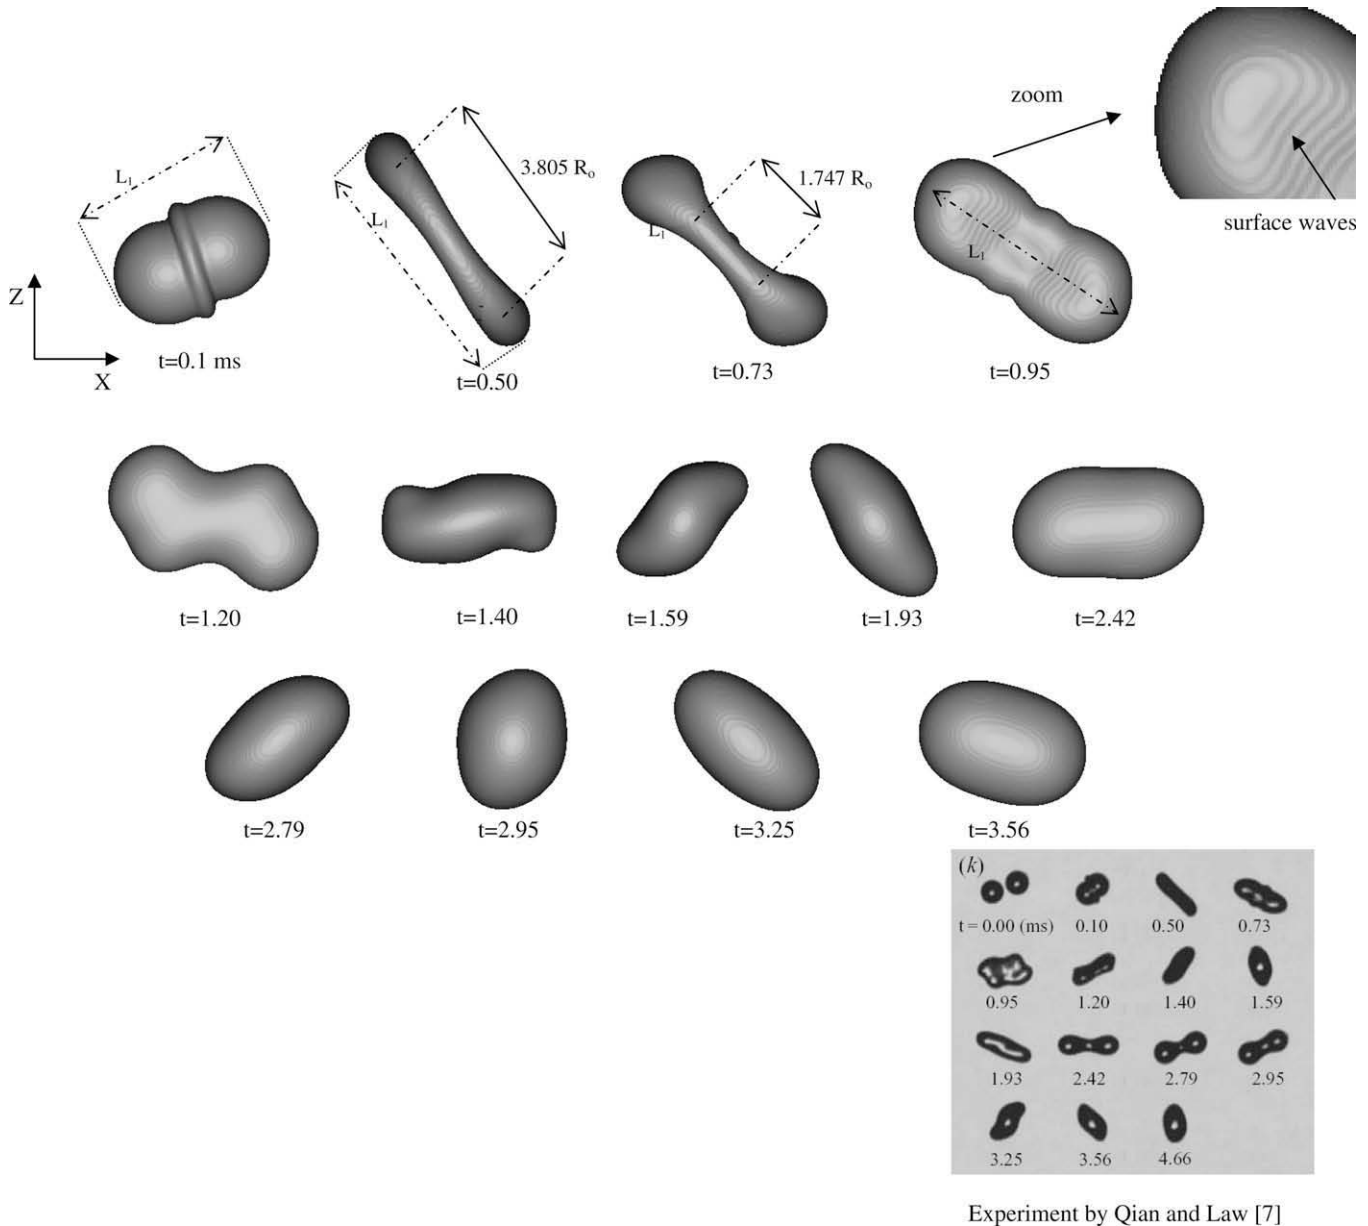 zoom
surface waves
L₁
3.805 Rₒ
L₁
1.747 Rₒ
L₁
L₁
Z
X
t=0.1 ms
t=0.50
t=0.73
t=0.95
t=1.20
t=1.40
t=1.59
t=1.93
t=2.42
t=2.79
t=2.95
t=3.25
t=3.56
(k)
t = 0.00 (ms) 0.10 0.50 0.73
0.95 1.20 1.40 1.59
1.93 2.42 2.79 2.95
3.25 3.56 4.66
Experiment by Qian and Law [7]